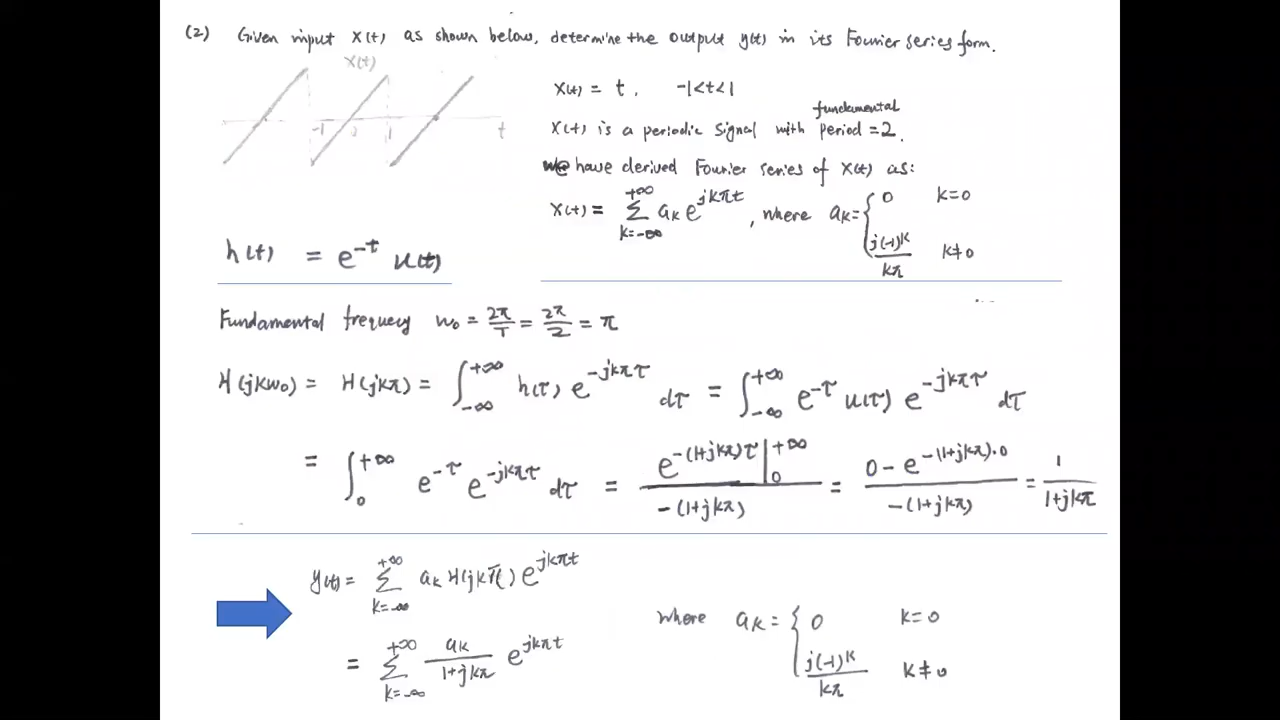 (2) Given input x(t) as shown below, determine the output y(t) in its Fourier series form.
x(t)
-1 0 1 t
x(t) = t, -1<t<1
fundamental
x(t) is a periodic signal with period = 2.
We have derived Fourier series of x(t) as:
x(t) = Σ_{k=-∞}^{+∞} a_k e^{jkπt}, where a_k = { 0 k=0
j(-1)^k / kπ k≠0
h(t) = e^{-t} u(t)
Fundamental frequecy w₀ = 2π/T = 2π/2 = π
H(jkw₀) = H(jkπ) = ∫_{-∞}^{+∞} h(τ) e^{-jkπτ} dτ = ∫_{-∞}^{+∞} e^{-τ} u(τ) e^{-jkπτ} dτ
= ∫_0^{+∞} e^{-τ} e^{-jkπτ} dτ = e^{-(1+jkπ)τ} |_0^{+∞} / -(1+jkπ) = 0 - e^{-(1+jkπ)·0} / -(1+jkπ) = 1 / 1+jkπ
y(t) = Σ_{k=-∞}^{+∞} a_k H(jkπ) e^{jkπt}
= Σ_{k=-∞}^{+∞} a_k / 1+jkπ e^{jkπt}
where a_k = { 0 k=0
j(-1)^k / kπ k≠0